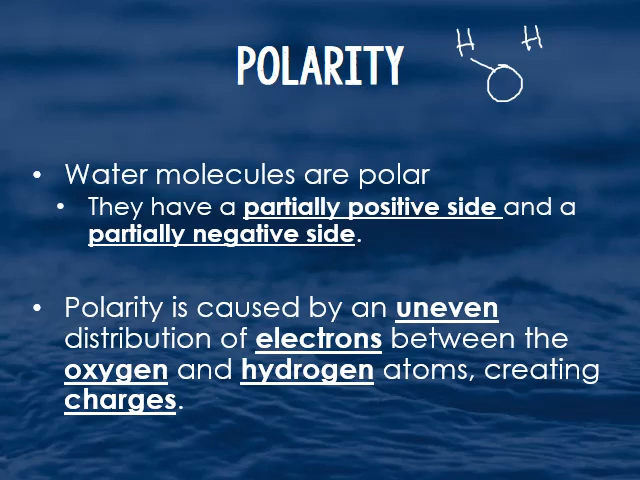 H H
POLARITY
O
• Water molecules are polar
• They have a partially positive side and a
partially negative side.
• Polarity is caused by an uneven
distribution of electrons between the
oxygen and hydrogen atoms, creating
charges.